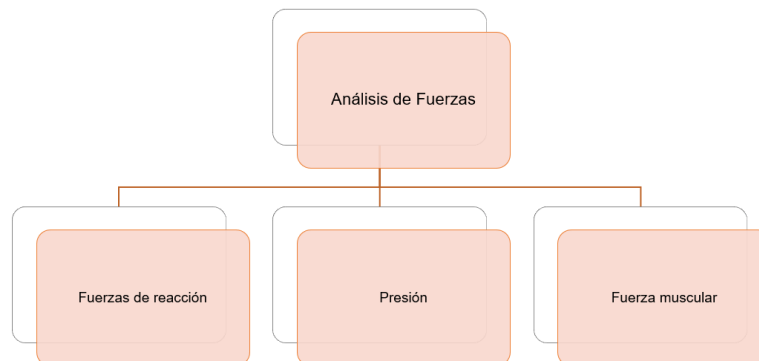 Análisis de Fuerzas
Fuerzas de reacción
Presión
Fuerza muscular